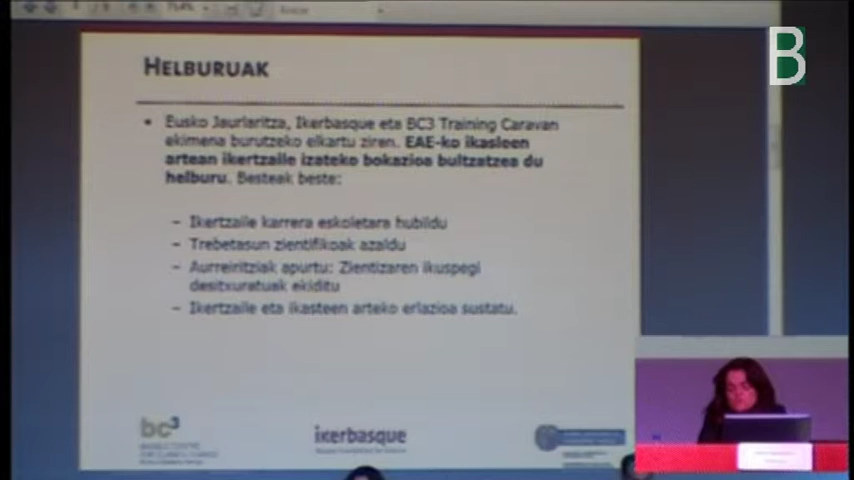 B
HELBURUAK
• Eusko Jaurlaritza, Ikerbasque eta BC3 Training Caravan
ekimena burutzeko elkartu ziren. EAE-ko ikasleen
artean ikertzaile izateko bokazioa bultzatzea du
helburu. Besteak beste:
– Ikertzaile karrera eskoletara hubildu
– Trebetasun zientifikoak azaldu
– Aurreiritziak apurtu: Zientizaren ikuspegi
desitxuratuak ekiditu
– Ikertzaile eta ikasteen arteko erlazioa sustatu.
bc3
ikerbasque